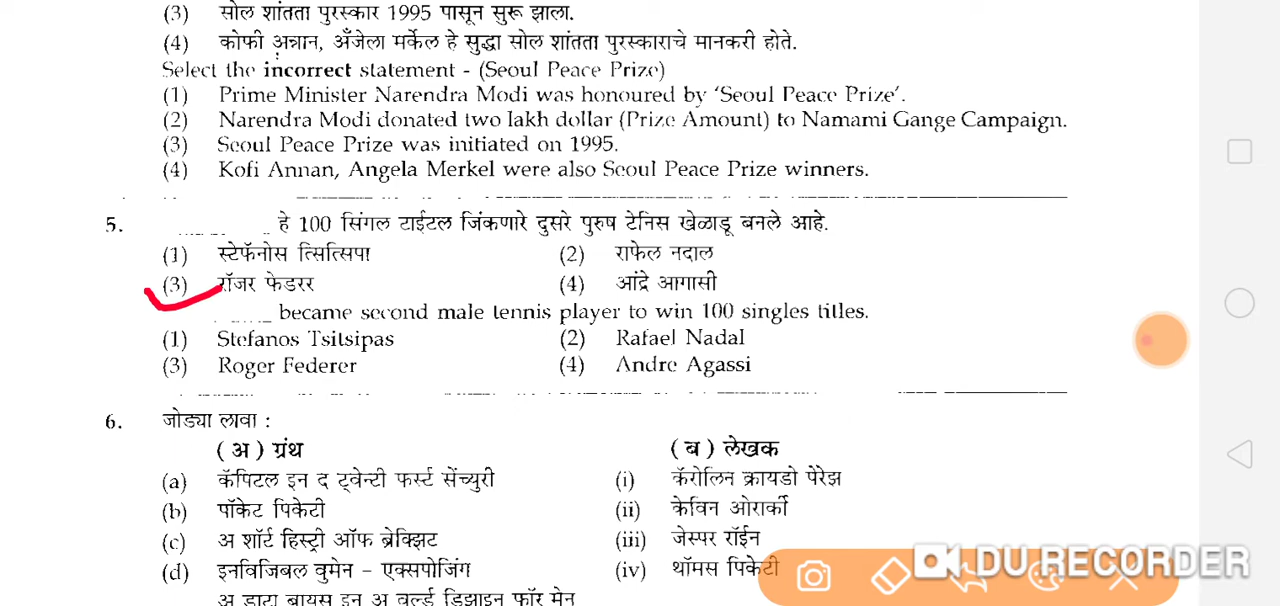 (3) सोल शांतता पुरस्कार 1995 पासून सुरू झाला.
(4) कोफी अन्नान, अँजेला मर्केल हे सुद्धा सोल शांतता पुरस्काराचे मानकरी होते.
Select the incorrect statement - (Seoul Peace Prize)
(1) Prime Minister Narendra Modi was honoured by ‘Seoul Peace Prize’.
(2) Narendra Modi donated two lakh dollar (Prize Amount) to Namami Gange Campaign.
(3) Seoul Peace Prize was initiated on 1995.
(4) Kofi Annan, Angela Merkel were also Seoul Peace Prize winners.
5. ________ हे 100 सिंगल टाईटल जिंकणारे दुसरे पुरुष टेनिस खेळाडू बनले आहे.
(1) स्टेफॅनोस त्सित्सिपा (2) राफेल नदाल
(3) रॉजर फेडरर (4) आंद्रे आगासी
________ became second male tennis player to win 100 singles titles.
(1) Stefanos Tsitsipas (2) Rafael Nadal
(3) Roger Federer (4) Andre Agassi
6. जोड्या लावा :
(अ) ग्रंथ (ब) लेखक
(a) कॅपिटल इन द ट्वेन्टी फर्स्ट सेंच्युरी (i) कॅरोलिन क्रायडो पेरेझ
(b) पॉकेट पिकेटी (ii) केविन ओरार्की
(c) अ शॉर्ट हिस्ट्री ऑफ ब्रेक्झिट (iii) जेस्पर रॉईन
(d) इनविजिबल वुमेन - एक्सपोजिंग (iv) थॉमस पिकेटी
अ डाटा बायस इन अ वर्ल्ड डिझाइन फॉर मेन
DU RECORDER